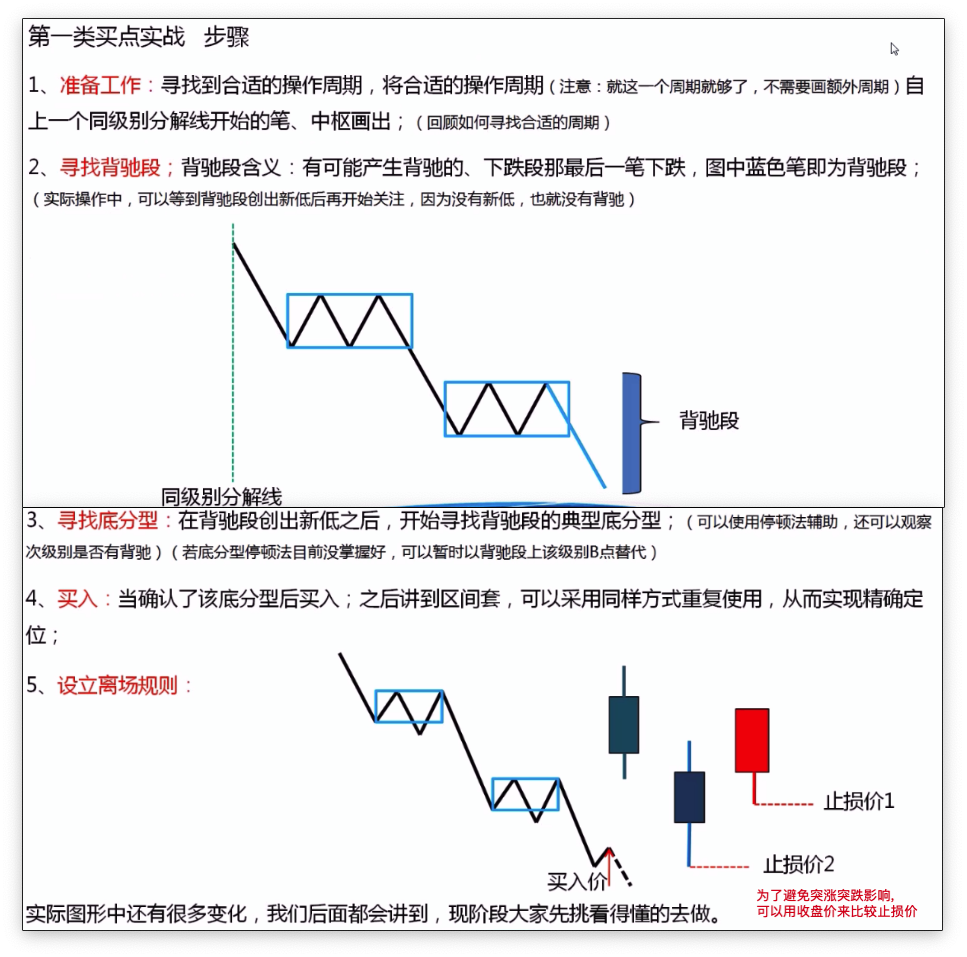 第一类买点实战 步骤
1、准备工作：寻找到合适的操作周期，将合适的操作周期（注意：就这一个周期就够了，不需要画额外周期）自
上一个同级别分解线开始的笔、中枢画出；（回顾如何寻找合适的周期）
2、寻找背驰段；背驰段含义：有可能产生背驰的、下跌段那最后一笔下跌，图中蓝色笔即为背驰段；
（实际操作中，可以等到背驰段创出新低后再开始关注，因为没有新低，也就没有背驰）
背驰段
同级别分解线
3、寻找底分型：在背驰段创出新低之后，开始寻找背驰段的典型底分型；（可以使用停顿法辅助，还可以观察
次级别是否有背驰）（若底分型停顿法目前没掌握好，可以暂时以背驰段上该级别B点替代）
4、买入：当确认了该底分型后买入；之后讲到区间套，可以采用同样方式重复使用，从而实现精确定
位；
5、设立离场规则：
止损价1
止损价2
买入价
为了避免突涨突跌影响,
可以用收盘价来比较止损价
实际图形中还有很多变化，我们后面都会讲到，现阶段大家先挑看得懂的去做。